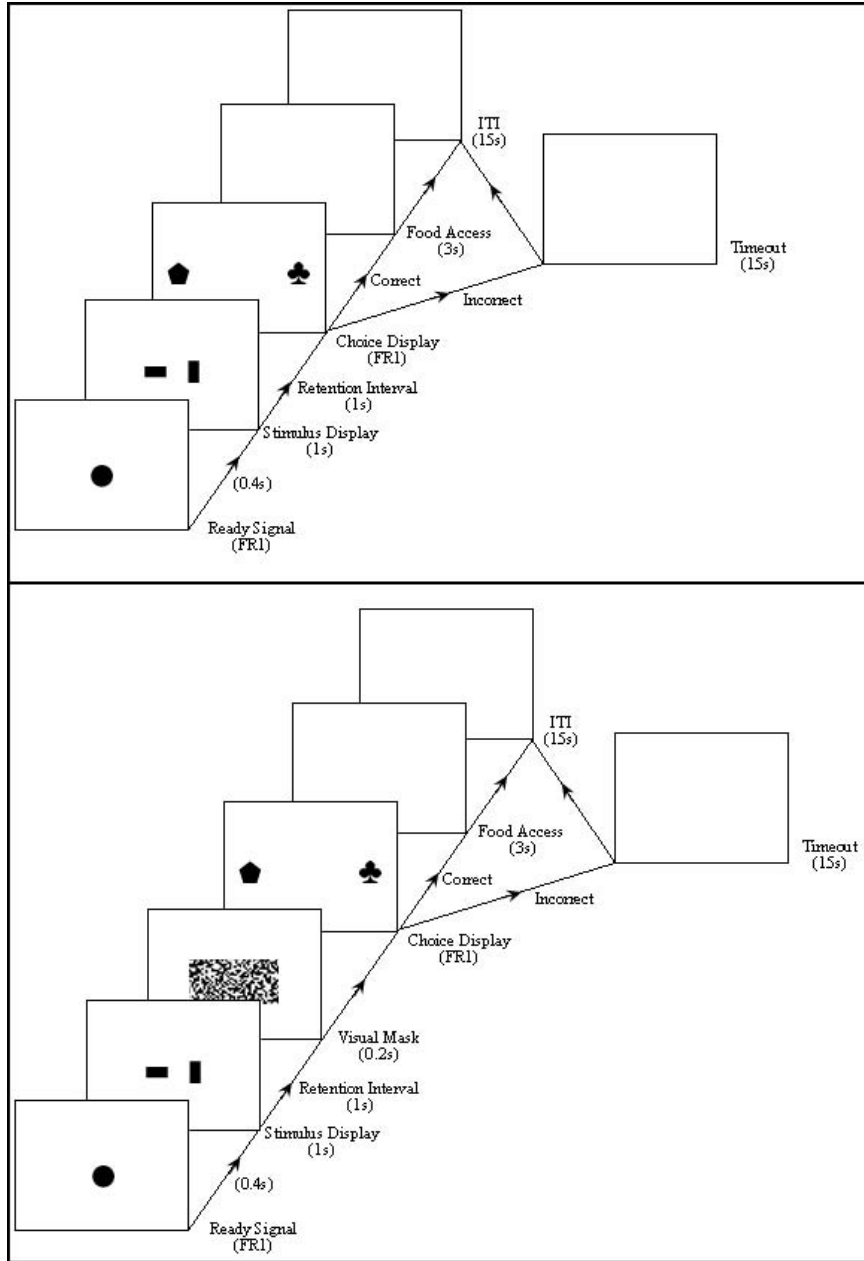 ITI
(15s)
Timeout
(15s)
Food Access
(3s)
Correct
Incorrect
Choice Display
(FR1)
Retention Interval
(1s)
Stimulus Display
(1s)
(0.4s)
Ready Signal
(FR1)
ITI
(15s)
Timeout
(15s)
Food Access
(3s)
Correct
Incorrect
Choice Display
(FR1)
Visual Mask
(0.2s)
Retention Interval
(1s)
Stimulus Display
(1s)
(0.4s)
Ready Signal
(FR1)